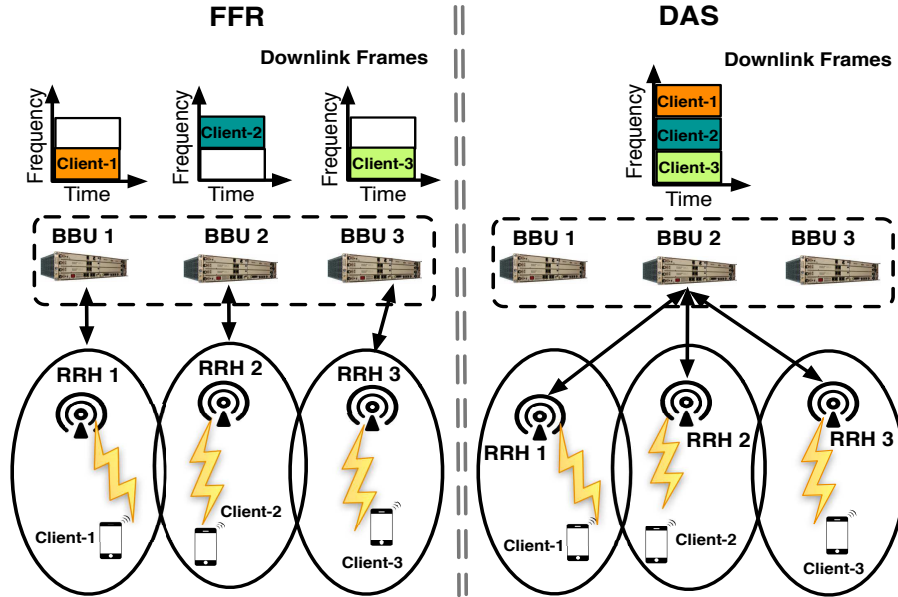 FFR
Downlink Frames
Frequency
Client-1
Time
Frequency
Client-2
Time
Frequency
Client-3
Time
BBU 1
BBU 2
BBU 3
RRH 1
RRH 2
RRH 3
Client-1
Client-2
Client-3
DAS
Downlink Frames
Frequency
Client-1
Client-2
Client-3
Time
BBU 1
BBU 2
BBU 3
RRH 1
RRH 2
RRH 3
Client-1
Client-2
Client-3